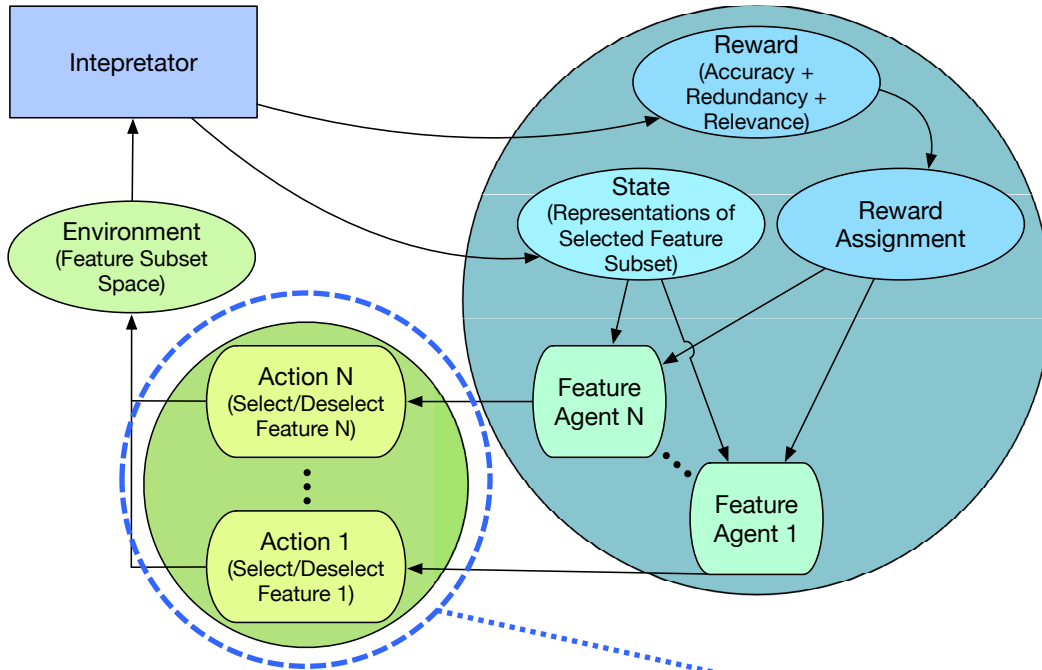 Intepretator
Reward
(Accuracy +
Redundancy +
Relevance)
State
(Representations of
Selected Feature
Subset)
Reward
Assignment
Environment
(Feature Subset
Space)
Action N
(Select/Deselect
Feature N)
Feature
Agent N
Action 1
(Select/Deselect
Feature 1)
Feature
Agent 1